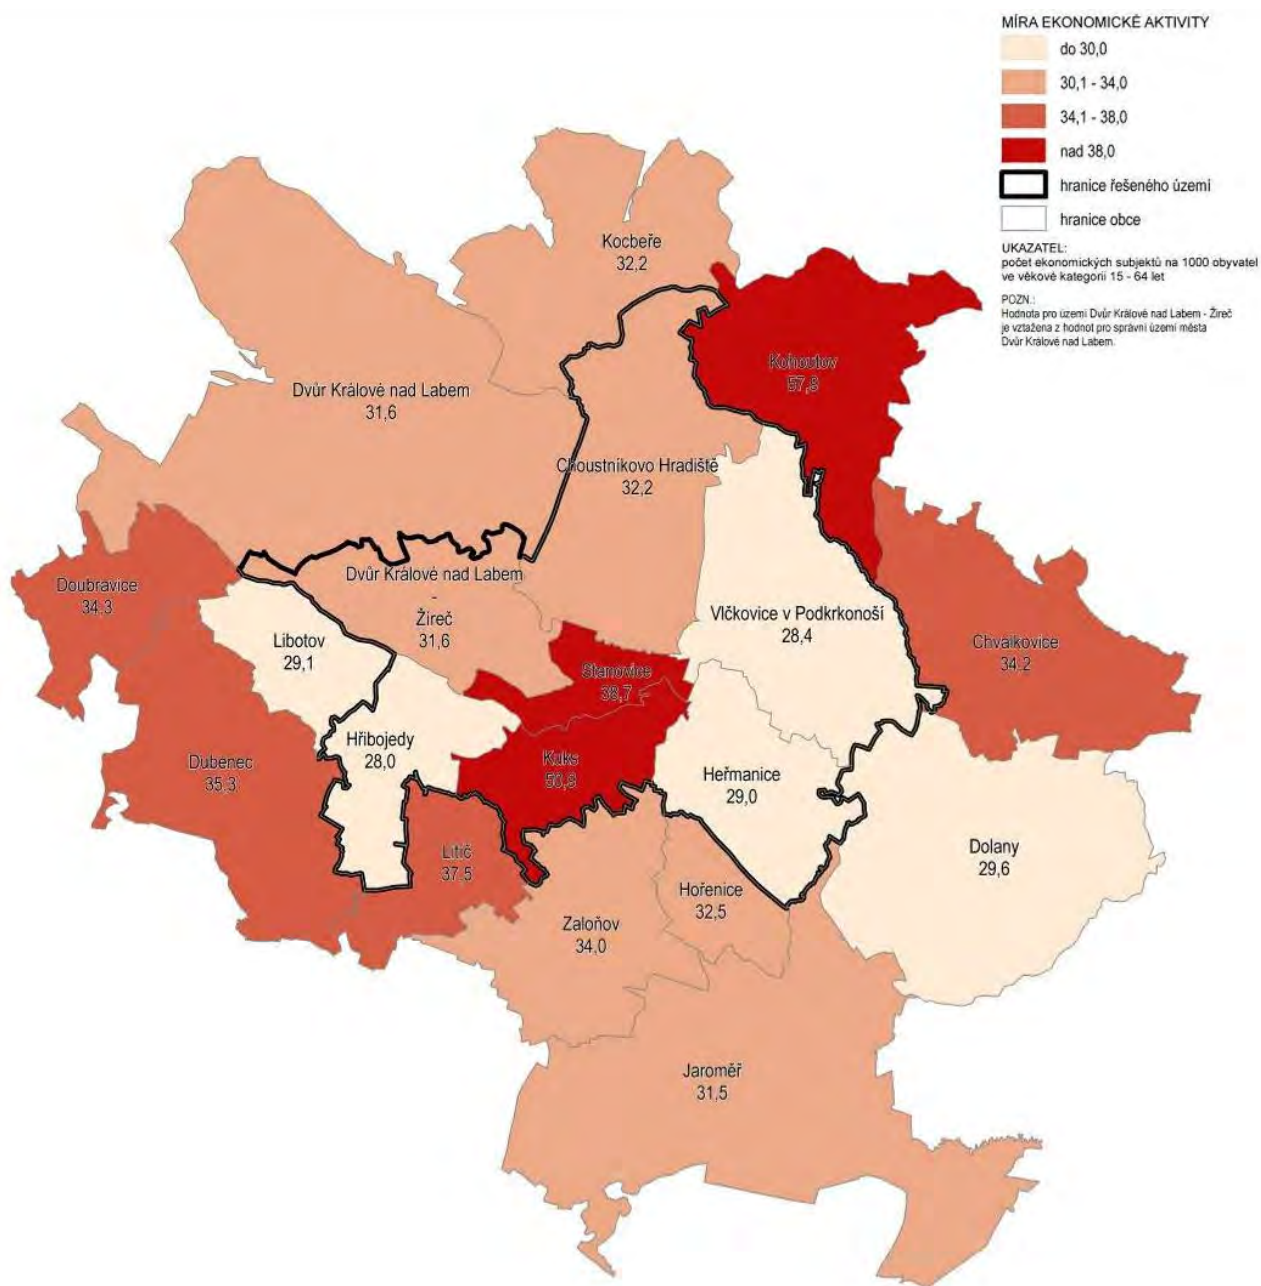 MÍRA EKONOMICKÉ AKTIVITY
do 30,0
30,1 - 34,0
34,1 - 38,0
nad 38,0
hranice řešeného území
hranice obce
UKAZATEL:
počet ekonomických subjektů na 1000 obyvatel
ve věkové kategorii 15 - 64 let
POZN.:
Hodnota pro území Dvůr Králové nad Labem - Žireč
je vztažena z hodnot pro správní území města
Dvůr Králové nad Labem.
Kocbeře
32,2
Kohoutov
57,8
Dvůr Králové nad Labem
31,6
Choustníkovo Hradiště
32,2
Doubravice
34,3
Dvůr Králové nad Labem
-
Žireč
31,6
Vlčkovice v Podkrkonoší
28,4
Libotov
29,1
Chvalkovice
34,2
Stanovice
38,7
Hřibojedy
28,0
Dubenec
35,3
Kuks
50,8
Heřmanice
29,0
Litíč
37,5
Dolany
29,6
Hořenice
32,5
Zaloňov
34,0
Jaroměř
31,5